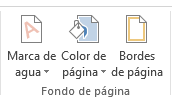 Marca de agua
Color de página
Bordes de página
Fondo de página